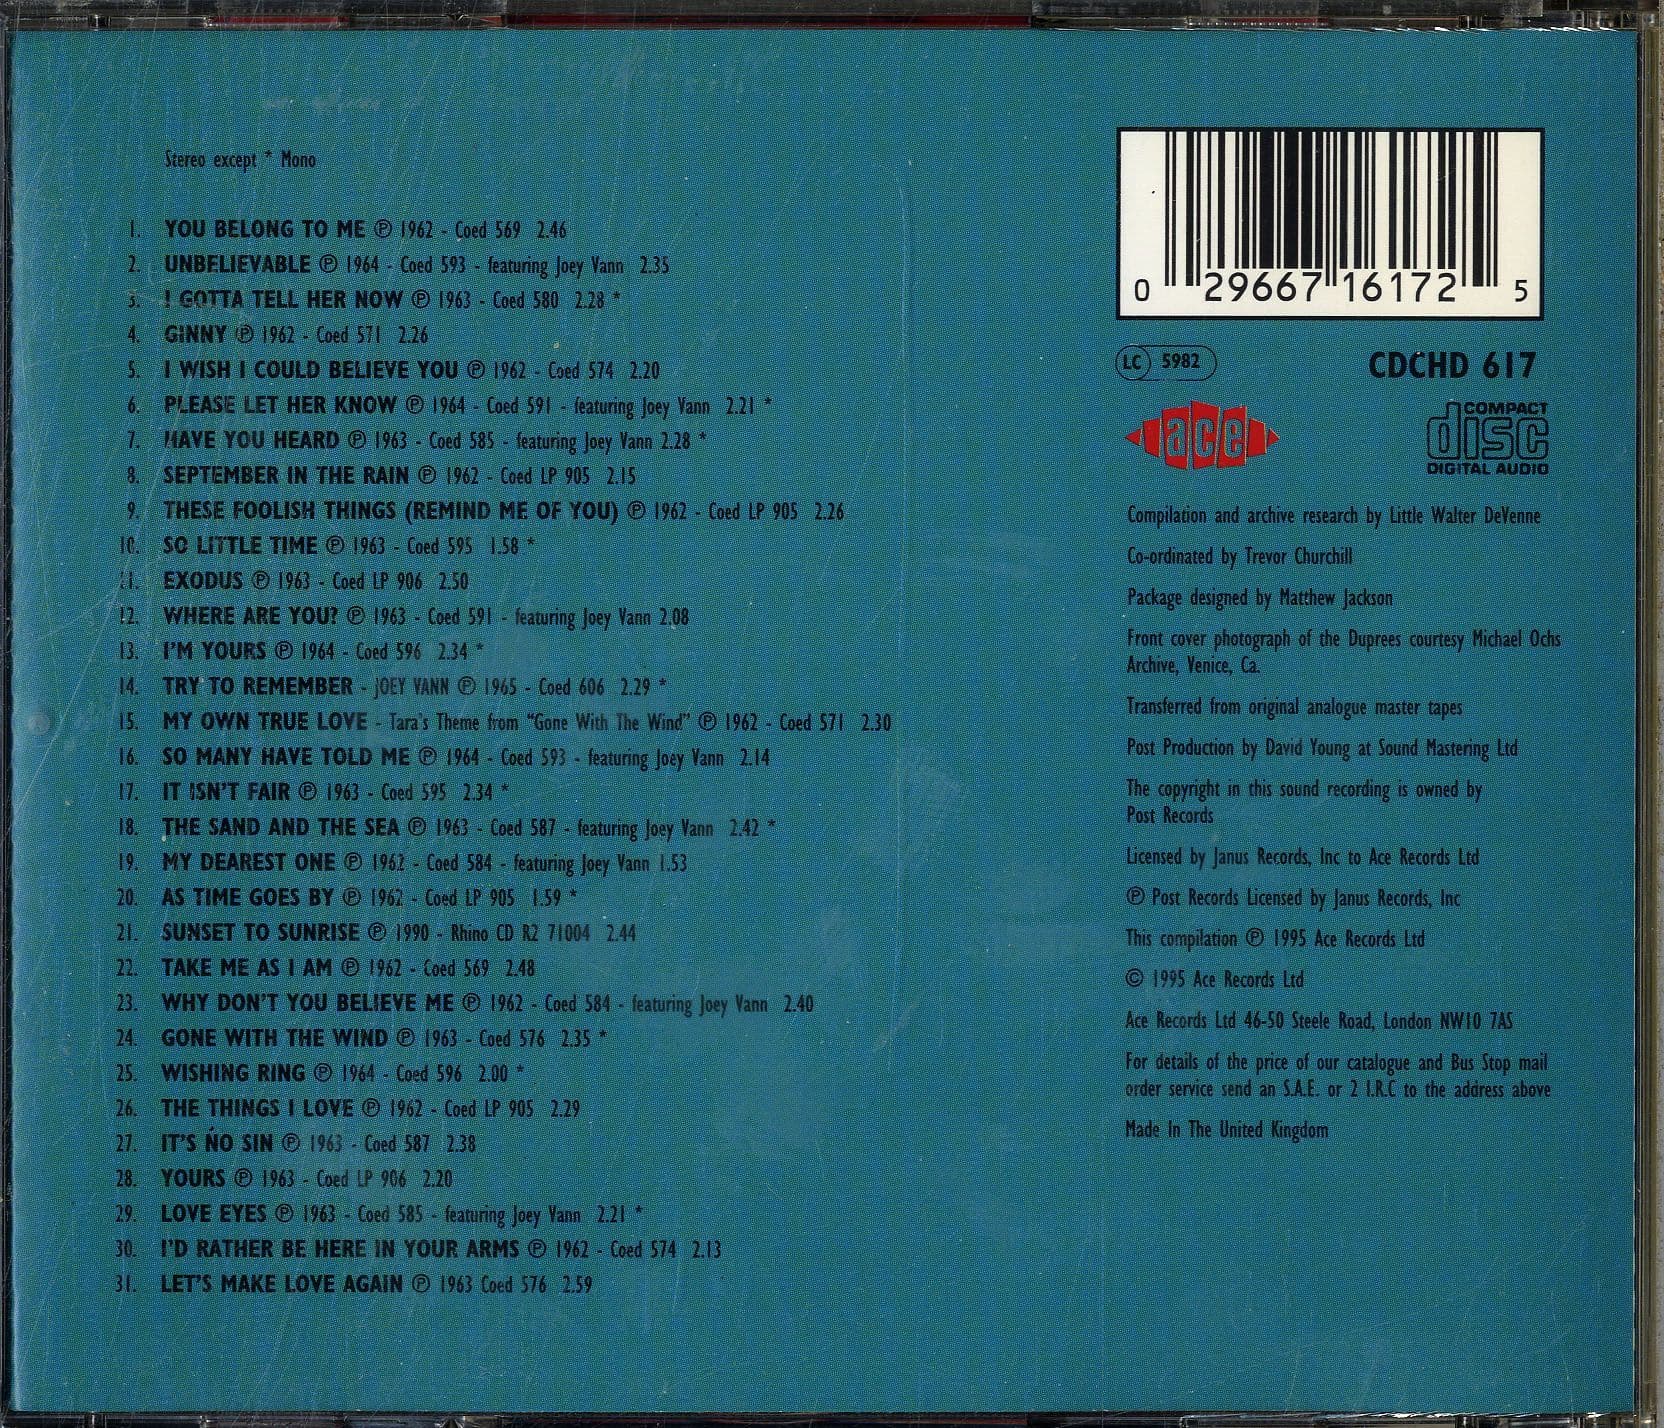 Stereo except * Mono
1. YOU BELONG TO ME ℗ 1962 - Coed 569 2.46
2. UNBELIEVABLE ℗ 1964 - Coed 593 - featuring Joey Vann 2.35
3. I GOTTA TELL HER NOW ℗ 1963 - Coed 580 2.28 *
4. GINNY ℗ 1962 - Coed 571 2.26
5. I WISH I COULD BELIEVE YOU ℗ 1962 - Coed 574 2.20
6. PLEASE LET HER KNOW ℗ 1964 - Coed 591 - featuring Joey Vann 2.21 *
7. HAVE YOU HEARD ℗ 1963 - Coed 585 - featuring Joey Vann 2.28 *
8. SEPTEMBER IN THE RAIN ℗ 1962 - Coed LP 905 2.15
9. THESE FOOLISH THINGS (REMIND ME OF YOU) ℗ 1962 - Coed LP 905 2.26
10. SO LITTLE TIME ℗ 1963 - Coed 595 1.58 *
11. EXODUS ℗ 1963 - Coed LP 906 2.50
12. WHERE ARE YOU? ℗ 1963 - Coed 591 - featuring Joey Vann 2.08
13. I'M YOURS ℗ 1964 - Coed 596 2.34 *
14. TRY TO REMEMBER - JOEY VANN ℗ 1965 - Coed 606 2.29 *
15. MY OWN TRUE LOVE - Tara's Theme from "Gone With The Wind" ℗ 1962 - Coed 571 2.30
16. SO MANY HAVE TOLD ME ℗ 1964 - Coed 593 - featuring Joey Vann 2.14
17. IT ISN'T FAIR ℗ 1963 - Coed 595 2.34 *
18. THE SAND AND THE SEA ℗ 1963 - Coed 587 - featuring Joey Vann 2.42 *
19. MY DEAREST ONE ℗ 1962 - Coed 584 - featuring Joey Vann 1.53
20. AS TIME GOES BY ℗ 1962 - Coed LP 905 1.59 *
21. SUNSET TO SUNRISE ℗ 1990 - Rhino CD R2 71004 2.44
22. TAKE ME AS I AM ℗ 1962 - Coed 569 2.48
23. WHY DON'T YOU BELIEVE ME ℗ 1962 - Coed 584 - featuring Joey Vann 2.40
24. GONE WITH THE WIND ℗ 1963 - Coed 576 2.35 *
25. WISHING RING ℗ 1964 - Coed 596 2.00 *
26. THE THINGS I LOVE ℗ 1962 - Coed LP 905 2.29
27. IT'S NO SIN ℗ 1963 - Coed 587 2.38
28. YOURS ℗ 1963 - Coed LP 906 2.20
29. LOVE EYES ℗ 1963 - Coed 585 - featuring Joey Vann 2.21 *
30. I'D RATHER BE HERE IN YOUR ARMS ℗ 1962 - Coed 574 2.13
31. LET'S MAKE LOVE AGAIN ℗ 1963 Coed 576 2.59
0 29667 16172 5
LC 5982
CDCHD 617
ace
COMPACT
disc
DIGITAL AUDIO
Compilation and archive research by Little Walter DeVenne
Co-ordinated by Trevor Churchill
Package designed by Matthew Jackson
Front cover photograph of the Duprees courtesy Michael Ochs
Archive, Venice, Ca.
Transferred from original analogue master tapes
Post Production by David Young at Sound Mastering Ltd
The copyright in this sound recording is owned by
Post Records
Licensed by Janus Records, Inc to Ace Records Ltd
℗ Post Records Licensed by Janus Records, Inc
This compilation ℗ 1995 Ace Records Ltd
© 1995 Ace Records Ltd
Ace Records Ltd 46-50 Steele Road, London NW10 7AS
For details of the price of our catalogue and Bus Stop mail
order service send an S.A.E. or 2 I.R.C to the address above
Made In The United Kingdom